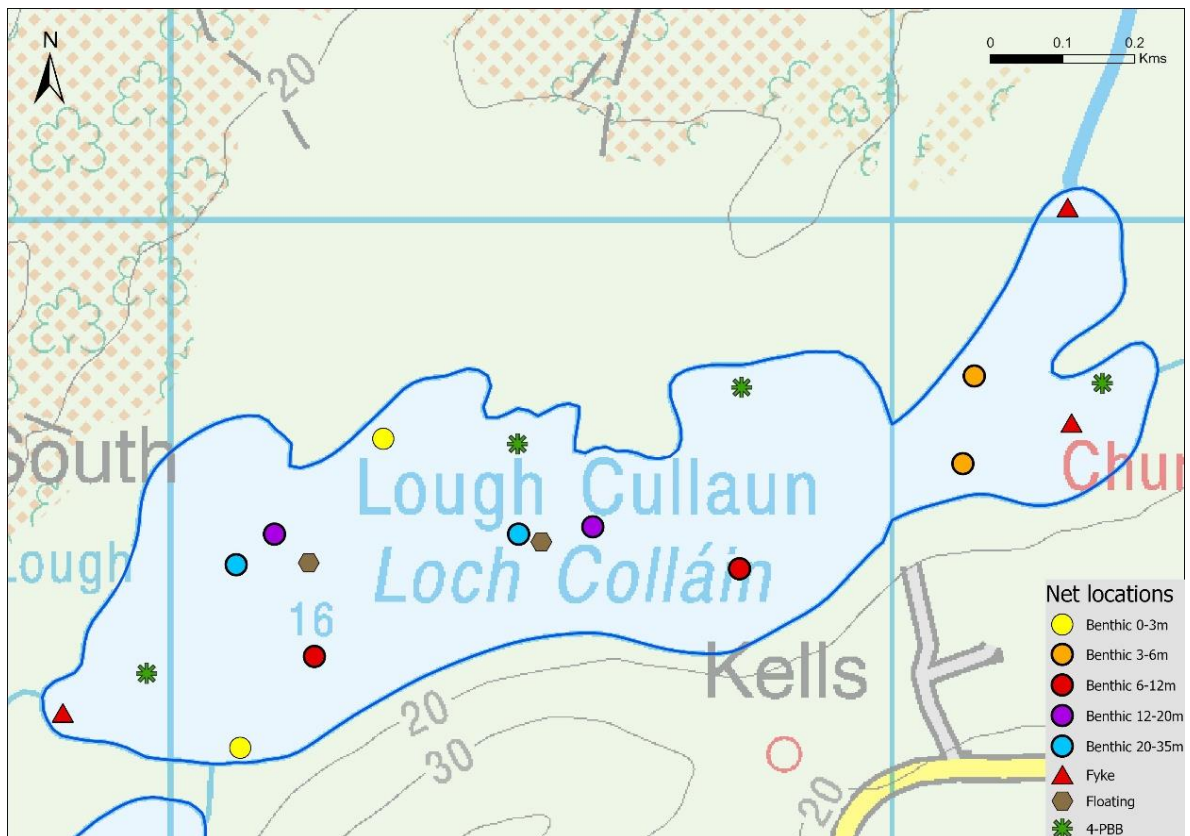 N
20
0 0.1 0.2
Kms
South
Lough Cullaun
Chur
Lough
Loch Colláin
16
Kells
20
30
20
Net locations
Benthic 0-3m
Benthic 3-6m
Benthic 6-12m
Benthic 12-20m
Benthic 20-35m
Fyke
Floating
4-PBB